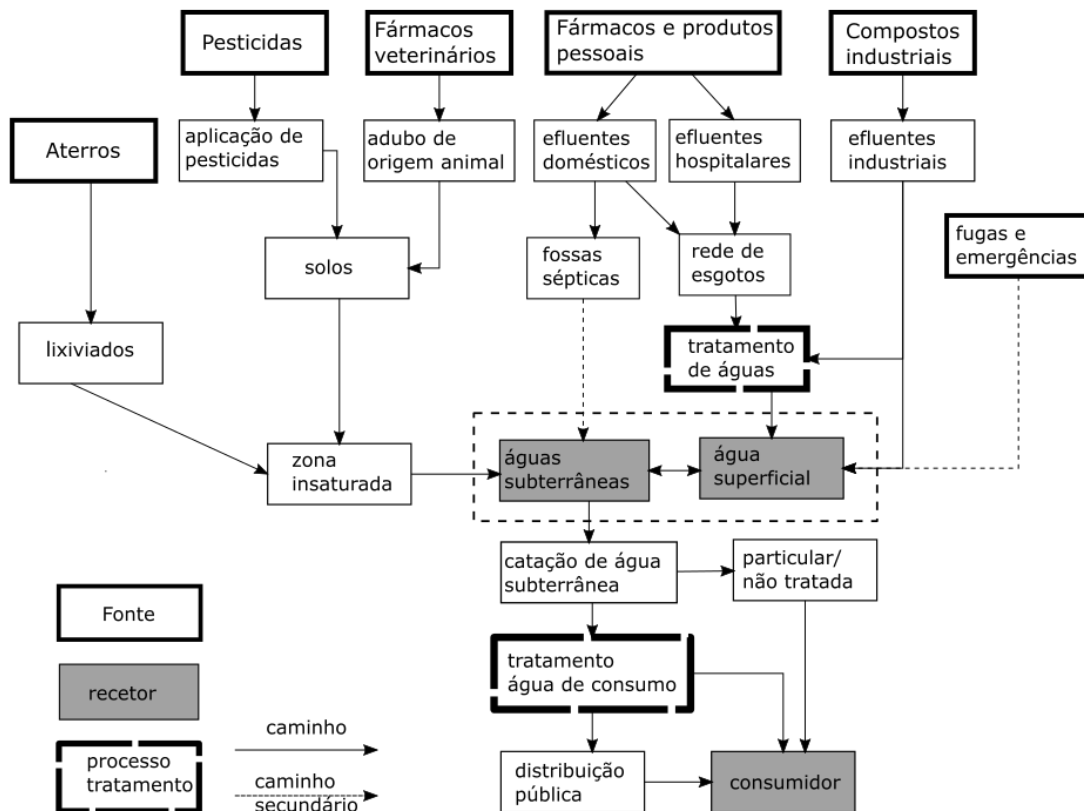 Pesticidas
Fármacos
veterinários
Fármacos e produtos
pessoais
Compostos
industriais
Aterros
aplicação de
pesticidas
adubo de
origem animal
efluentes
domésticos
efluentes
hospitalares
efluentes
industriais
solos
fossas
sépticas
rede de
esgotos
fugas e
emergências
lixiviados
tratamento
de águas
zona
insaturada
águas
subterrâneas
água
superficial
catação de água
subterrânea
particular/
não tratada
Fonte
tratamento
água de consumo
recetor
caminho
processo
tratamento
caminho
secundário
distribuição
pública
consumidor